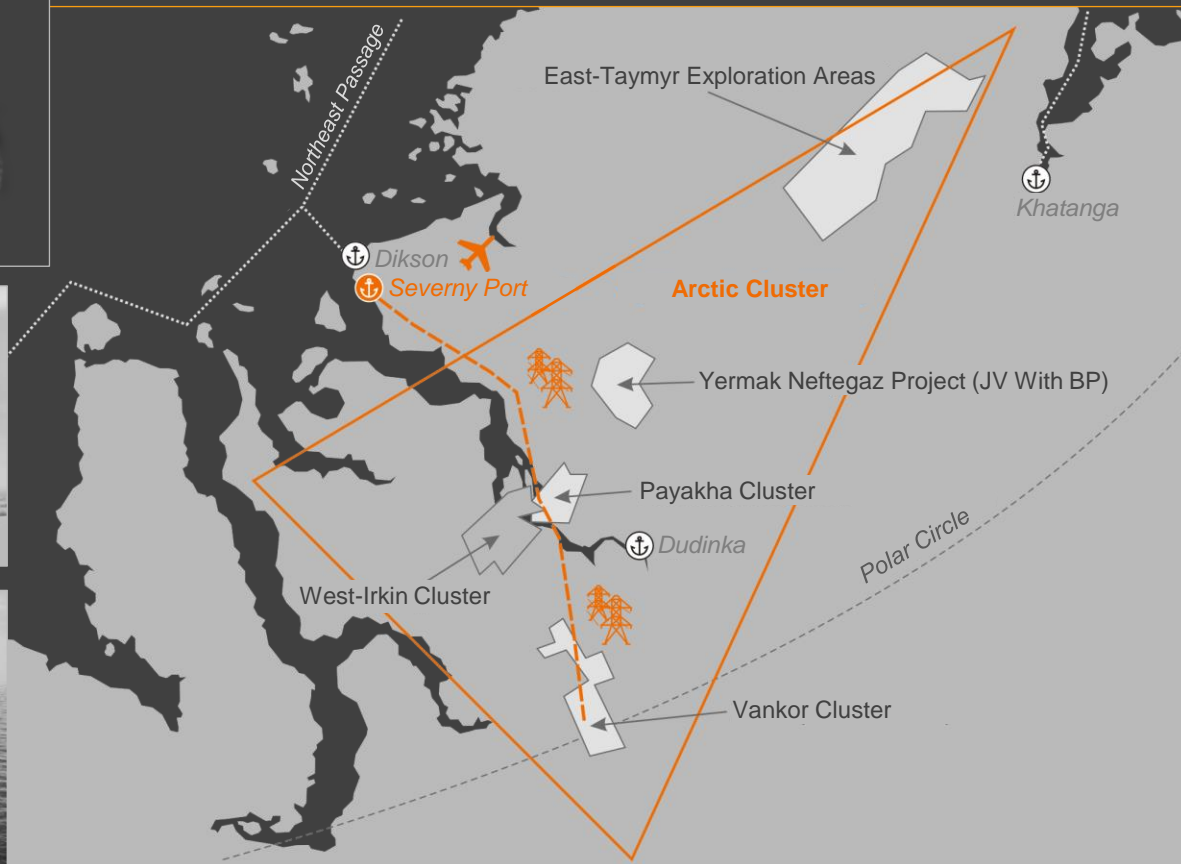 Northeast Passage
East-Taymyr Exploration Areas
Khatanga
Dikson
Severny Port
Arctic Cluster
Yermak Neftegaz Project (JV With BP)
Payakha Cluster
Polar Circle
Dudinka
West-Irkin Cluster
Vankor Cluster